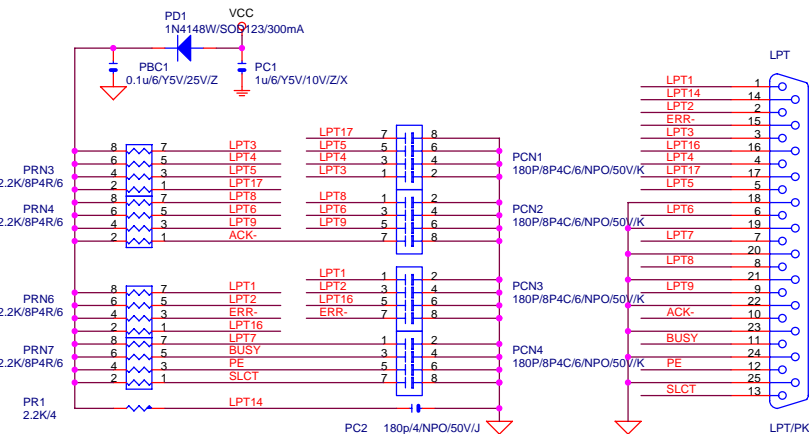 PD1
1N4148W/SOD123/300mA
VCC
PBC1
0.1u/6/Y5V/25V/Z
PC1
1u/6/Y5V/10V/Z/X
PRN3
2.2K/8P4R/6
8 7 LPT3
6 5 LPT4
4 3 LPT5
2 1 LPT17
PRN4
2.2K/8P4R/6
8 7 LPT8
6 5 LPT6
4 3 LPT9
2 1 ACK-
PRN6
2.2K/8P4R/6
8 7 LPT1
6 5 LPT2
4 3 ERR-
2 1 LPT16
PRN7
2.2K/8P4R/6
8 7 LPT7
6 5 BUSY
4 3 PE
2 1 SLCT
PR1
2.2K/4
LPT14
LPT17 7 8
LPT5 5 6
LPT4 3 4
LPT3 1 2
PCN1
180P/8P4C/6/NPO/50V/K
LPT8 1 2
LPT6 3 4
LPT9 5 6
7 8
PCN2
180P/8P4C/6/NPO/50V/K
LPT1 1 2
LPT2 3 4
LPT16 5 6
ERR- 7 8
PCN3
180P/8P4C/6/NPO/50V/K
1 2
3 4
5 6
7 8
PCN4
180P/8P4C/6/NPO/50V/K
PC2 180p/4/NPO/50V/J
LPT
LPT1 1
LPT14 14
LPT2 2
ERR- 15
LPT3 3
LPT16 16
LPT4 4
LPT17 17
LPT5 5
18
LPT6 6
19
LPT7 7
20
LPT8 8
21
LPT9 9
22
ACK- 10
23
BUSY 11
24
PE 12
25
SLCT 13
LPT/PK